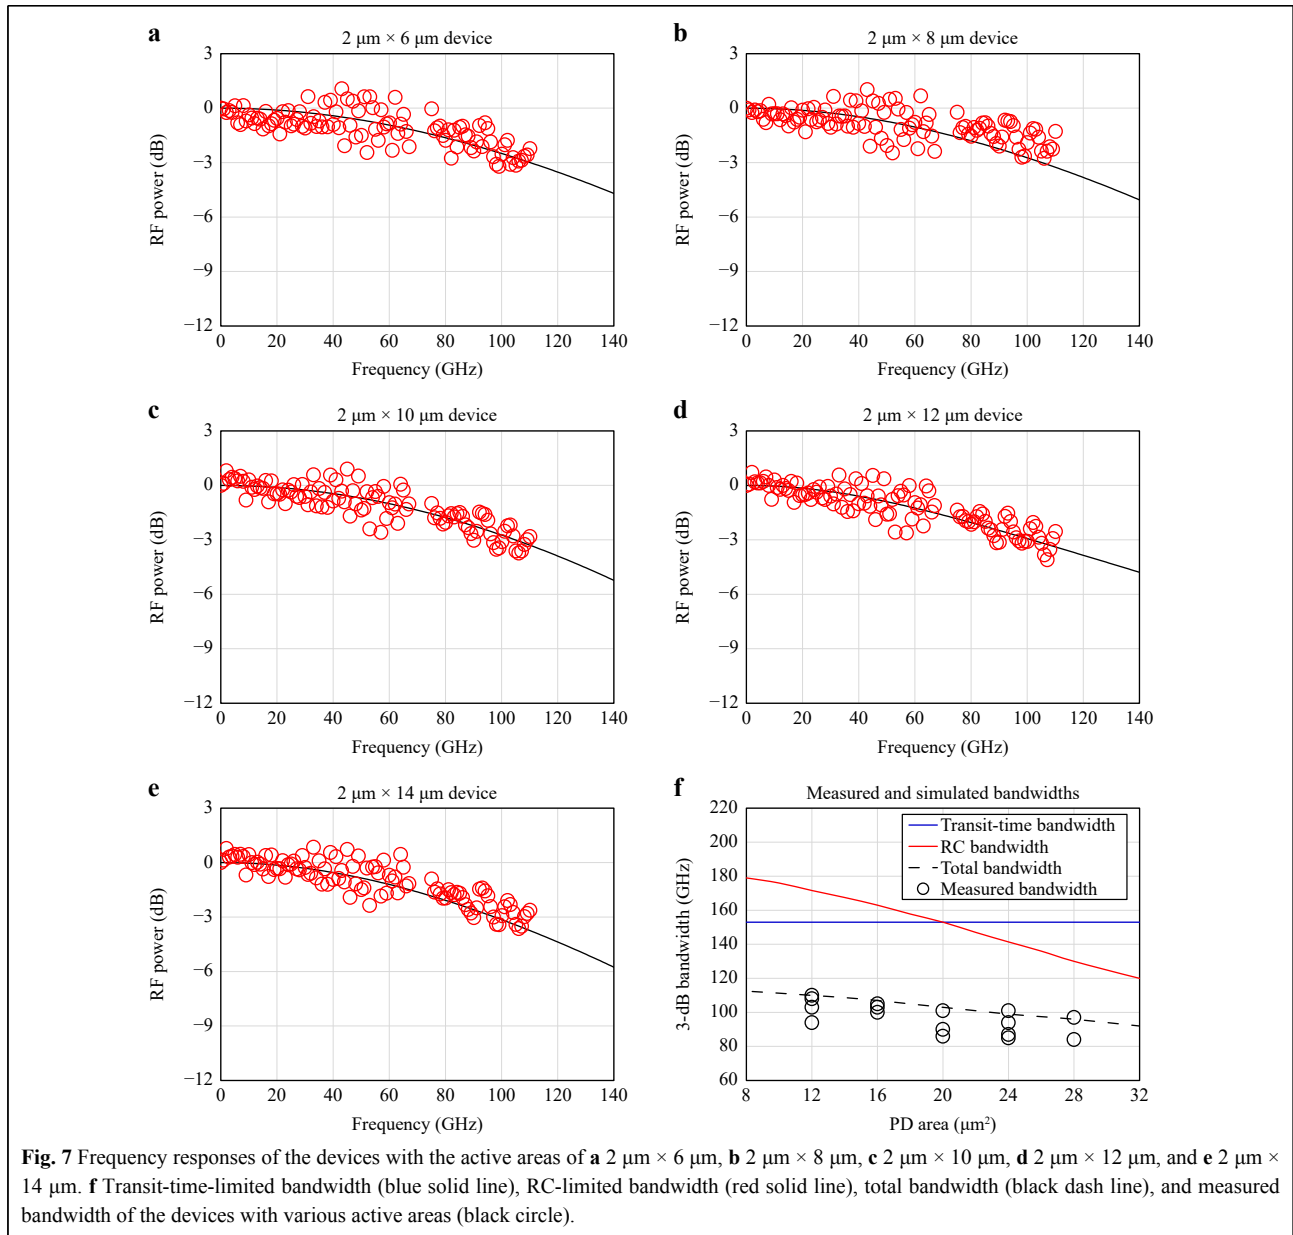 a
2 μm × 6 μm device
3
0
−3
−6
−9
−12
RF power (dB)
0 20 40 60 80 100 120 140
Frequency (GHz)
b
2 μm × 8 μm device
3
0
−3
−6
−9
−12
RF power (dB)
0 20 40 60 80 100 120 140
Frequency (GHz)
c
2 μm × 10 μm device
3
0
−3
−6
−9
−12
RF power (dB)
0 20 40 60 80 100 120 140
Frequency (GHz)
d
2 μm × 12 μm device
3
0
−3
−6
−9
−12
RF power (dB)
0 20 40 60 80 100 120 140
Frequency (GHz)
e
2 μm × 14 μm device
3
0
−3
−6
−9
−12
RF power (dB)
0 20 40 60 80 100 120 140
Frequency (GHz)
f
Measured and simulated bandwidths
220
200
180
160
140
120
100
80
60
3-dB bandwidth (GHz)
Transit-time bandwidth
RC bandwidth
Total bandwidth
Measured bandwidth
8 12 16 20 24 28 32
PD area (μm²)
Fig. 7 Frequency responses of the devices with the active areas of a 2 μm × 6 μm, b 2 μm × 8 μm, c 2 μm × 10 μm, d 2 μm × 12 μm, and e 2 μm ×
14 μm. f Transit-time-limited bandwidth (blue solid line), RC-limited bandwidth (red solid line), total bandwidth (black dash line), and measured
bandwidth of the devices with various active areas (black circle).